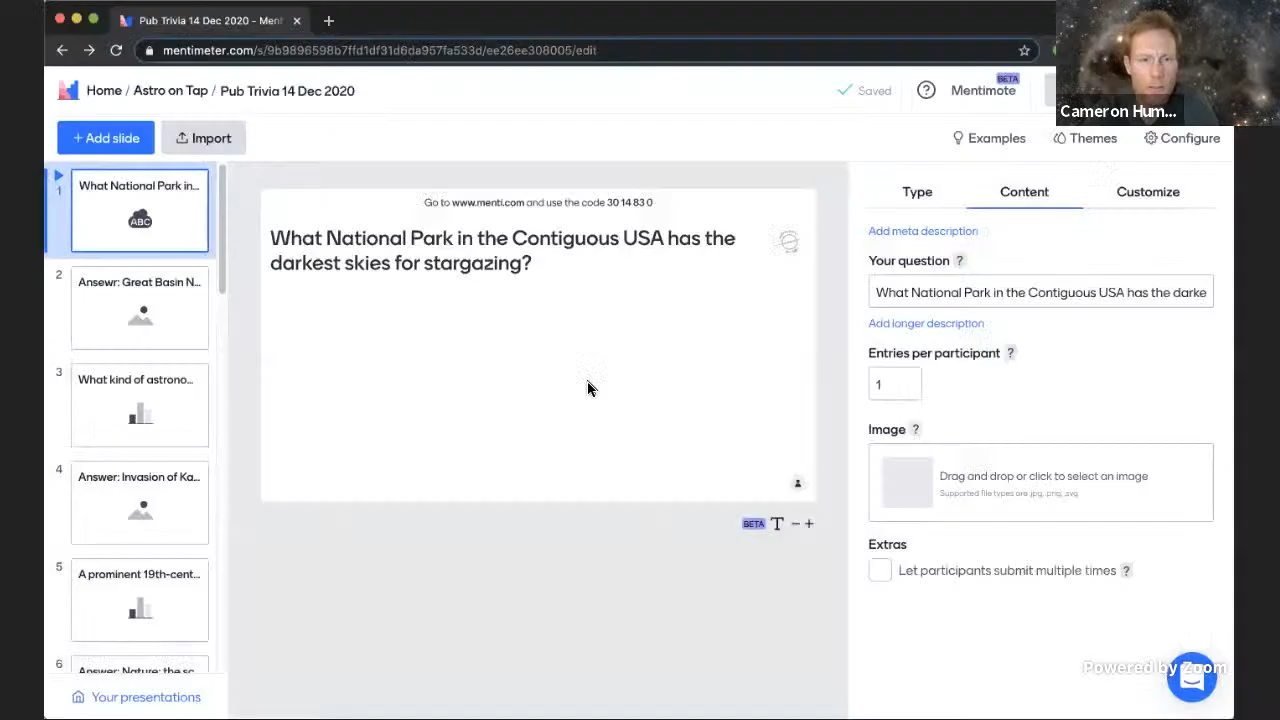 Pub Trivia 14 Dec 2020 - Ment
mentimeter.com/s/9b9896598b7ffd1df31d6da957fa533d/ee26ee308005/edit
Home / Astro on Tap / Pub Trivia 14 Dec 2020
Saved
Mentimote
BETA
Cameron Hum...
+ Add slide
Import
Examples
Themes
Configure
1
What National Park in...
ABC
2
Ansewr: Great Basin N...
3
What kind of astrono...
4
Answer: Invasion of Ka...
5
A prominent 19th-cent...
6
Answer: Nature: the sc
Your presentations
Go to www.menti.com and use the code 30 14 83 0
What National Park in the Contiguous USA has the
darkest skies for stargazing?
BETA T − +
Type
Content
Customize
Add meta description
Your question ?
What National Park in the Contiguous USA has the darke
Add longer description
Entries per participant ?
1
Image ?
Drag and drop or click to select an image
Supported file types are .jpg, .png, .svg
Extras
Let participants submit multiple times ?
Powered by Zoom